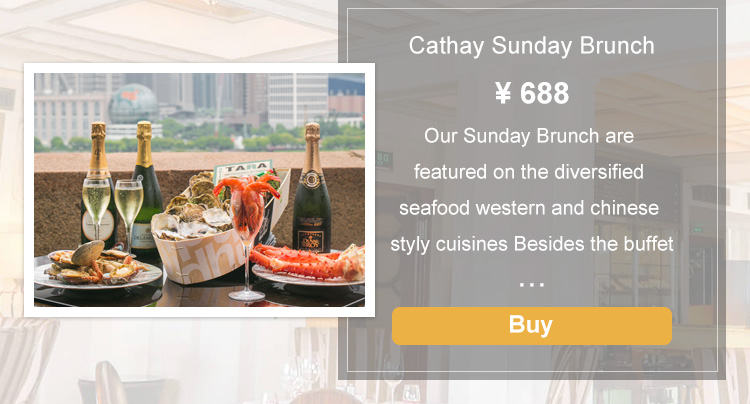 Cathay Sunday Brunch
¥ 688
Our Sunday Brunch are
featured on the diversified
seafood western and chinese
styly cuisines Besides the buffet
...
Buy
TARA